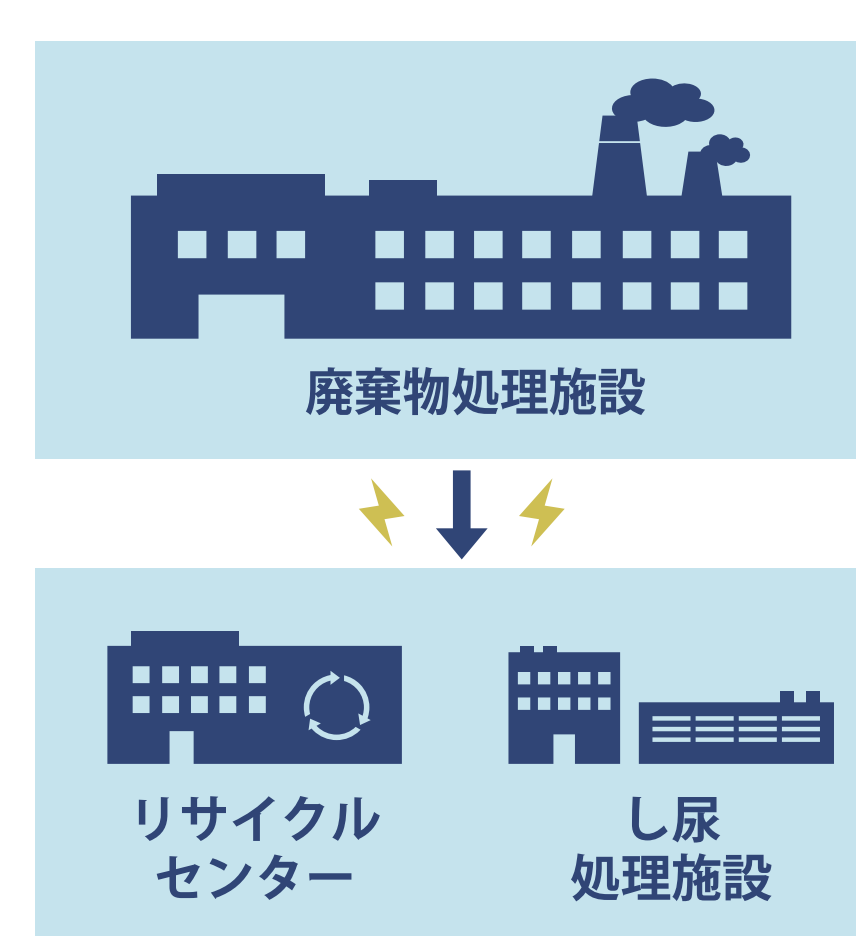 廃棄物処理施設
リサイクル
センター
し尿
処理施設